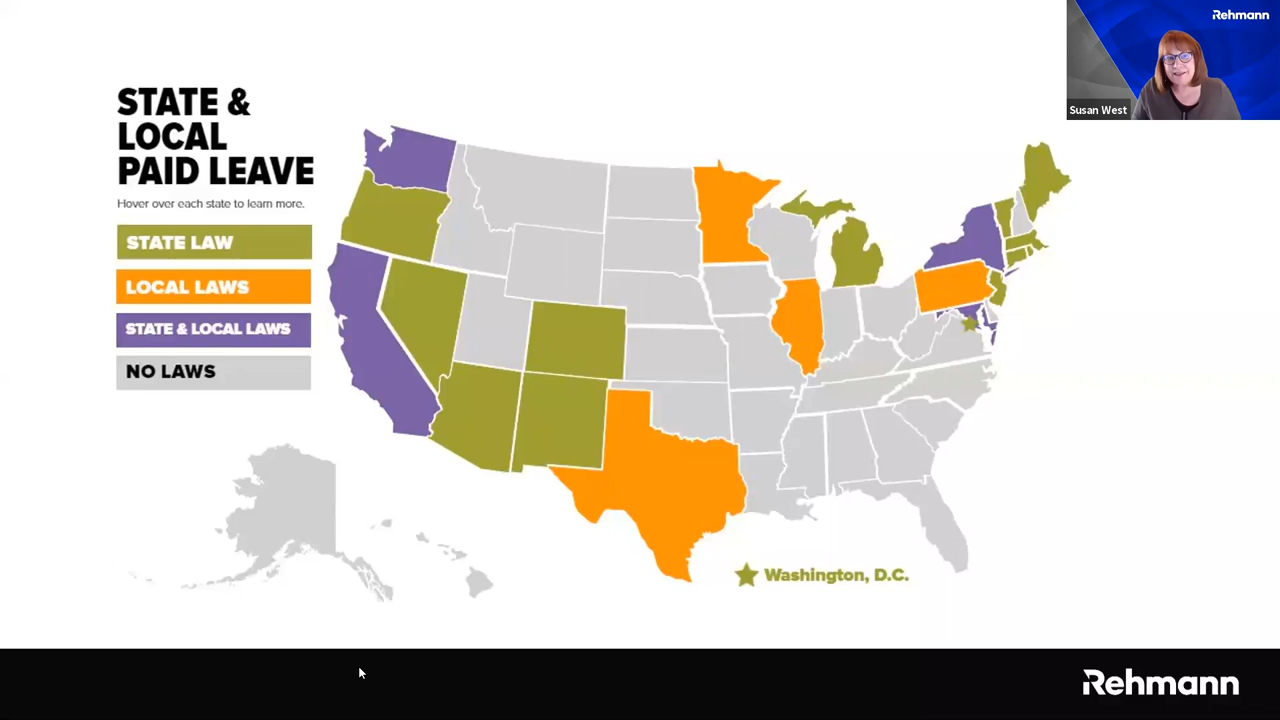 Rehmann
Susan West
STATE &
LOCAL
PAID LEAVE
Hover over each state to learn more.
STATE LAW
LOCAL LAWS
STATE & LOCAL LAWS
NO LAWS
Washington, D.C.
Rehmann